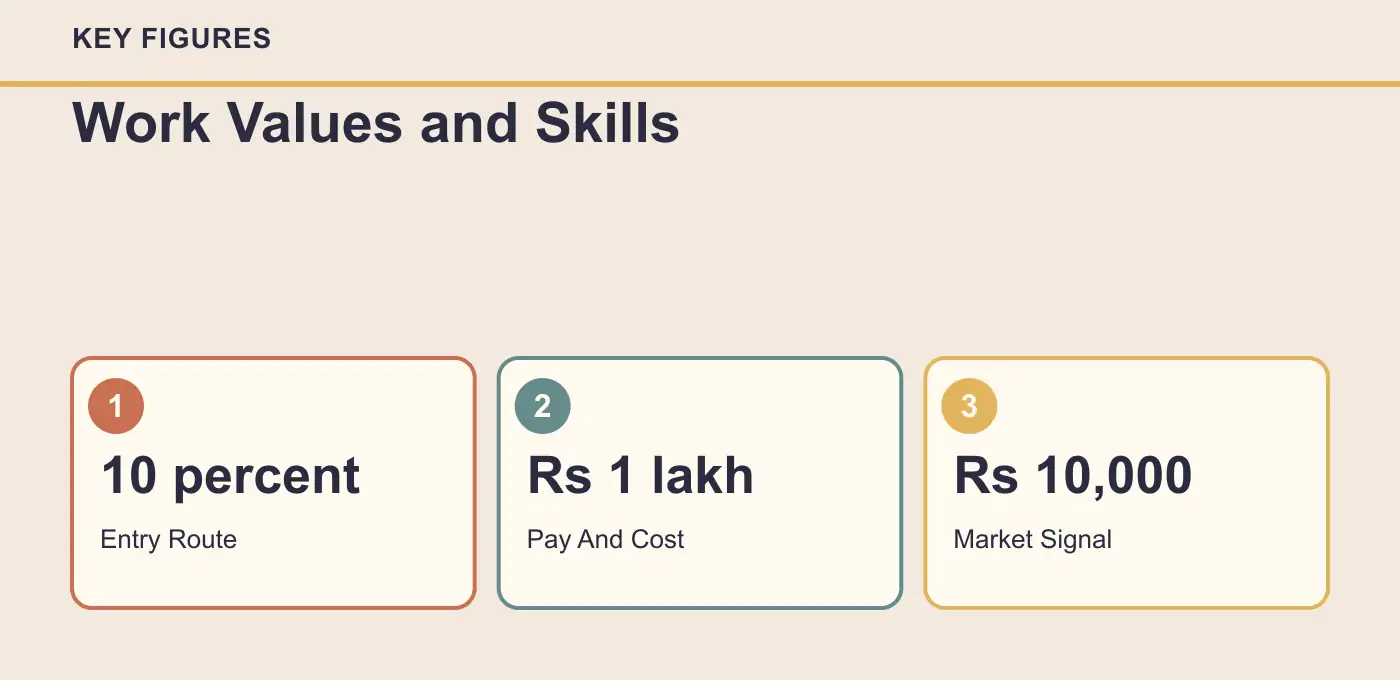 KEY FIGURES
Work Values and Skills
1
10 percent
Entry Route
2
Rs 1 lakh
Pay And Cost
3
Rs 10,000
Market Signal